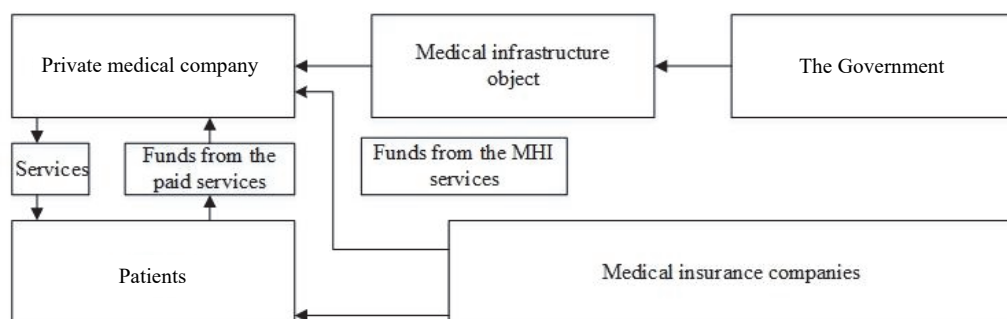 Private medical company
Medical infrastructure
object
The Government
Services
Funds from the
paid services
Funds from the MHI
services
Patients
Medical insurance companies